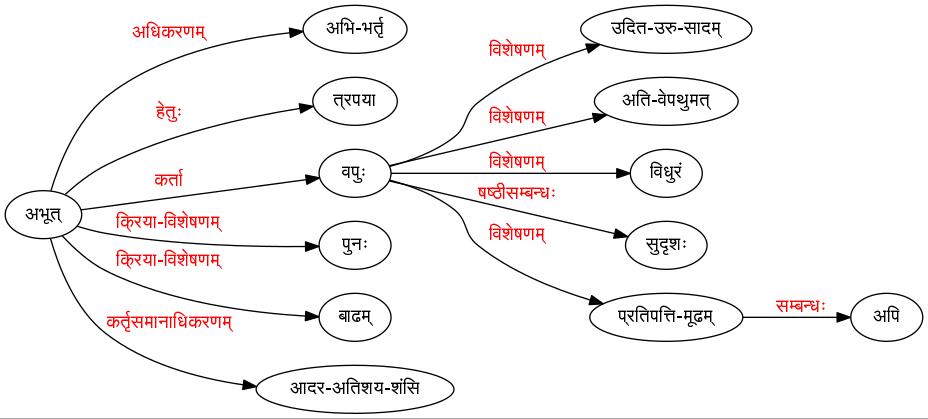 अभि-भर्तृ
उदित-उरु-सादम्
अधिकरणम्
विशेषणम्
त्रपया
अति-वेपथुमत्
हेतुः
विशेषणम्
वपुः
विशेषणम्
विधुरं
कर्ता
षष्ठीसम्बन्धः
अभूत्
क्रिया-विशेषणम्
पुनः
विशेषणम्
सुदृशः
क्रिया-विशेषणम्
बाढम्
प्रतिपत्ति-मूढम्
सम्बन्धः
अपि
कर्तृसमानाधिकरणम्
आदर-अतिशय-शंसि